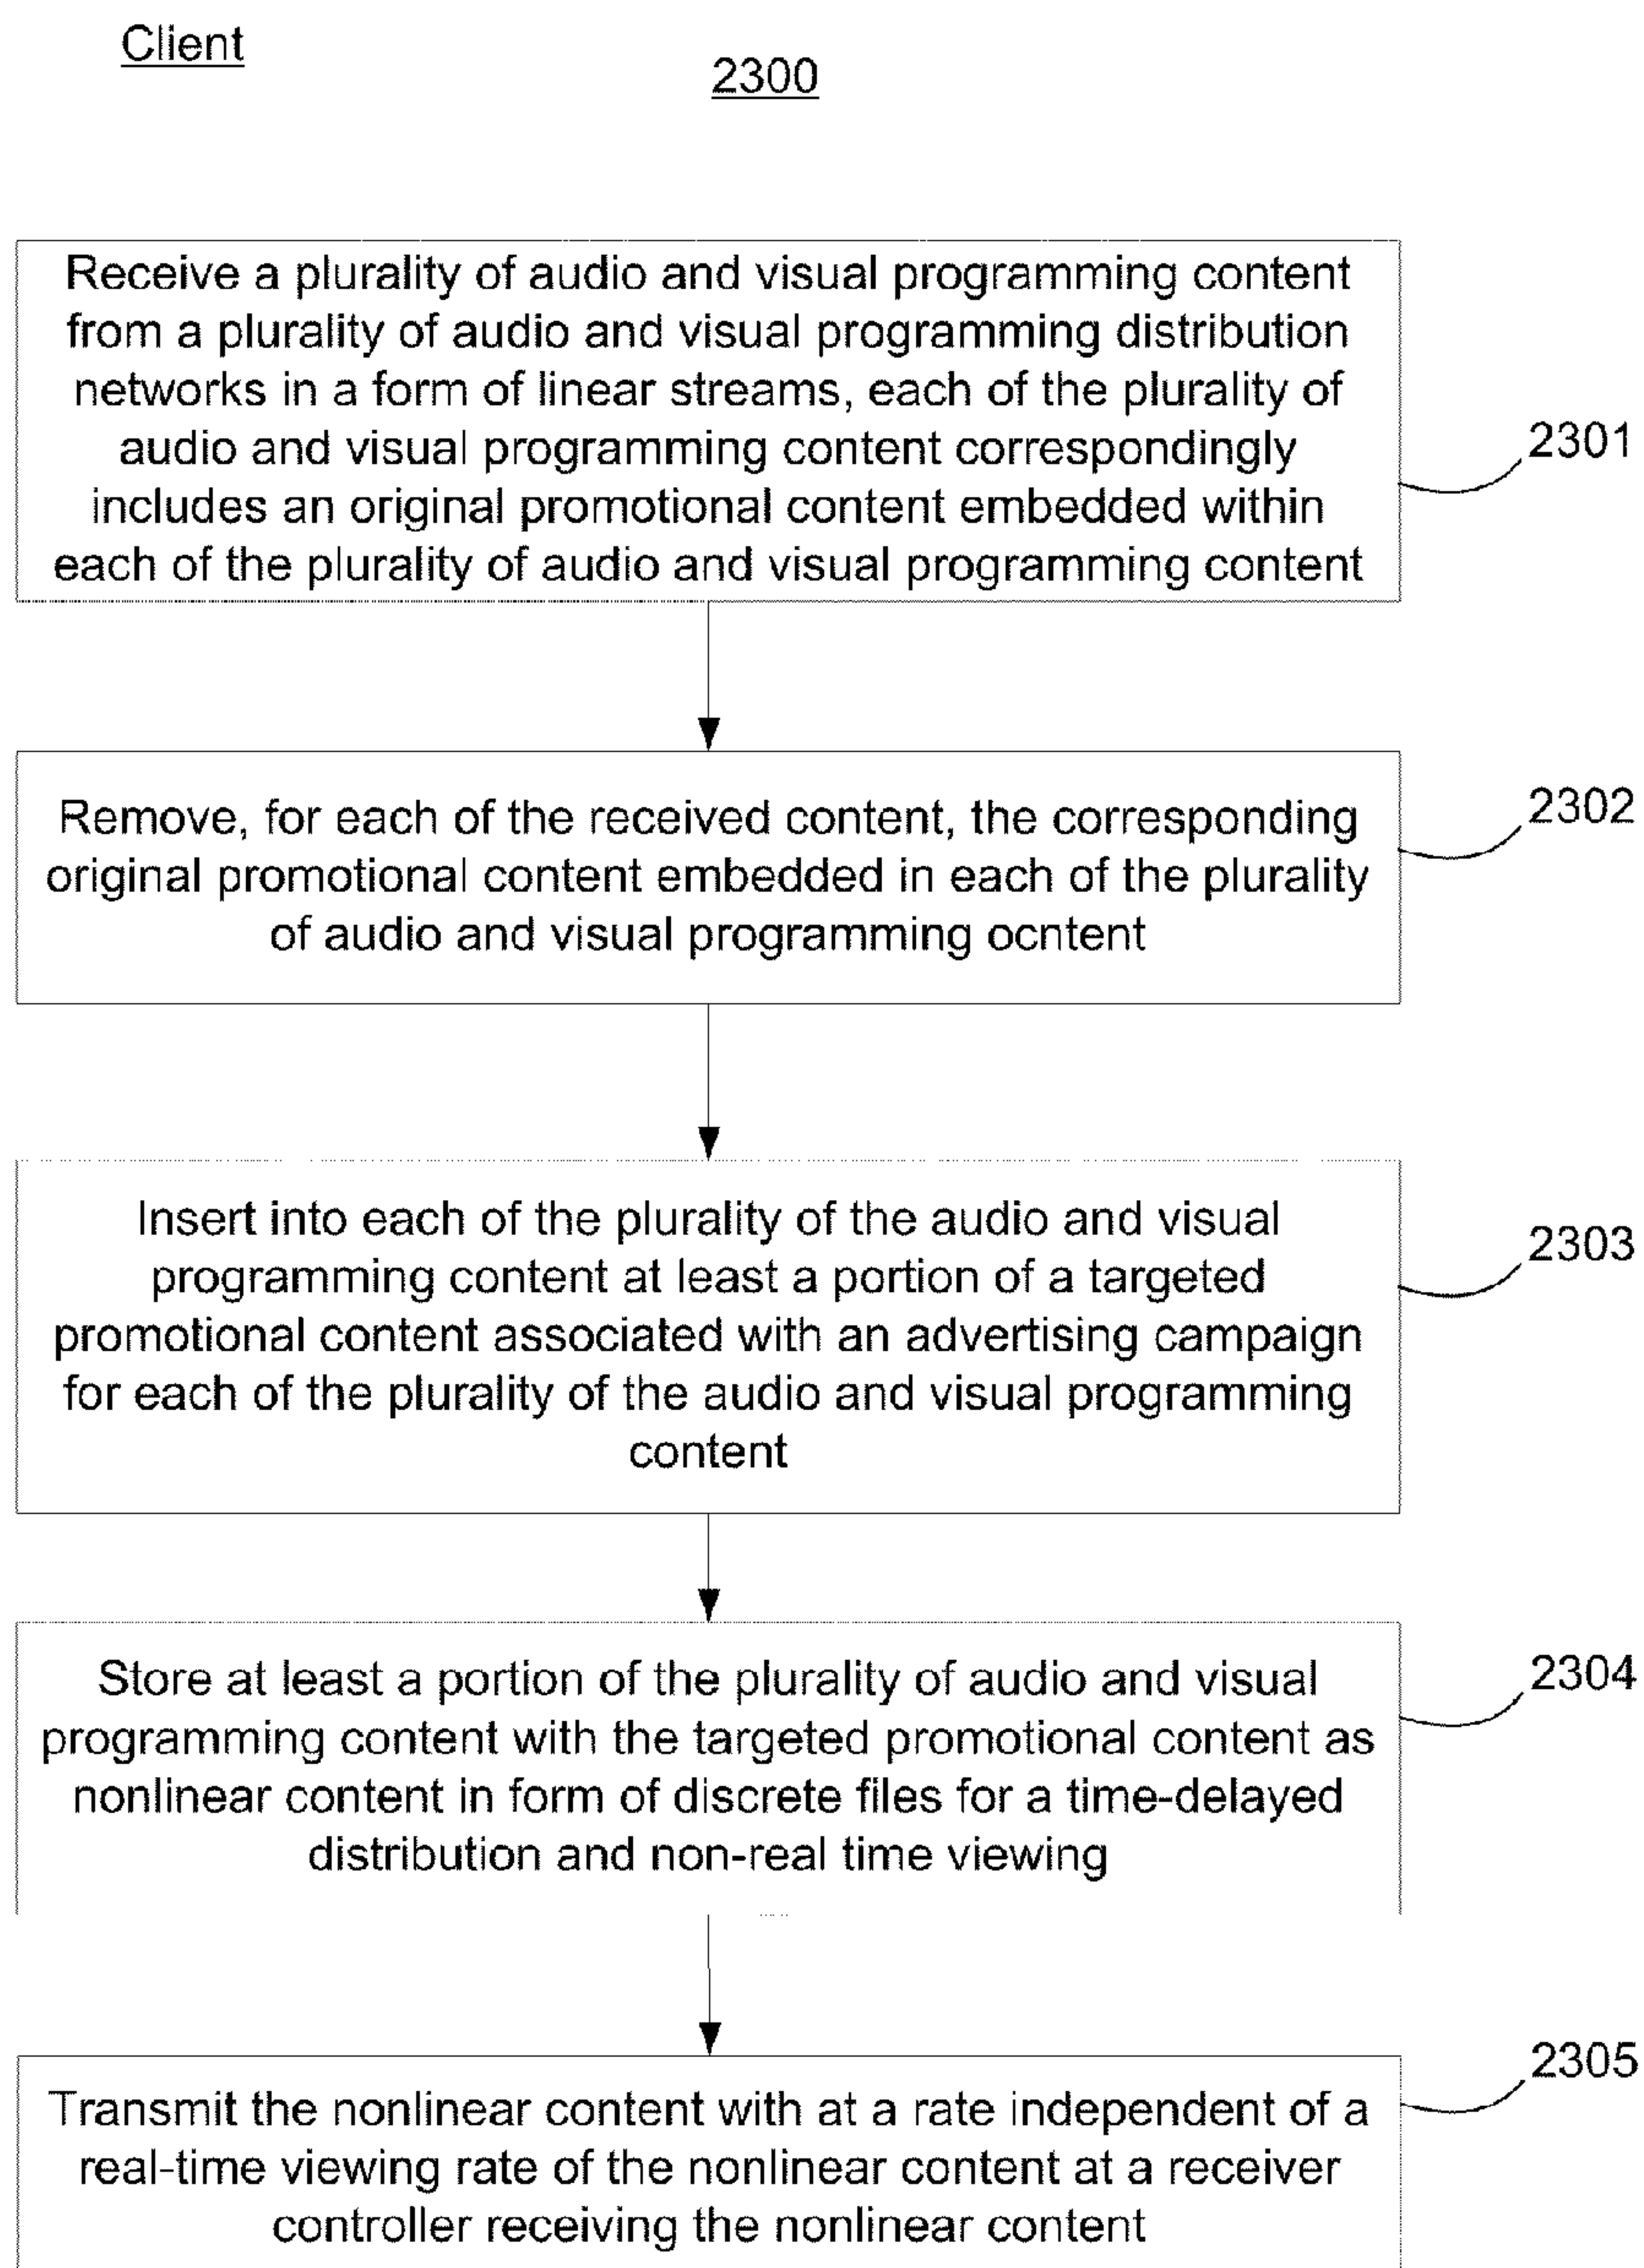 Client
2300
Receive a plurality of audio and visual programming content
from a plurality of audio and visual programming distribution
networks in a form of linear streams, each of the plurality of
audio and visual programming content correspondingly
includes an original promotional content embedded within
each of the plurality of audio and visual programming content
2301
Remove, for each of the received content, the corresponding
original promotional content embedded in each of the plurality
of audio and visual programming ocntent
2302
Insert into each of the plurality of the audio and visual
programming content at least a portion of a targeted
promotional content associated with an advertising campaign
for each of the plurality of the audio and visual programming
content
2303
Store at least a portion of the plurality of audio and visual
programming content with the targeted promotional content as
nonlinear content in form of discrete files for a time-delayed
distribution and non-real time viewing
2304
Transmit the nonlinear content with at a rate independent of a
real-time viewing rate of the nonlinear content at a receiver
controller receiving the nonlinear content
2305